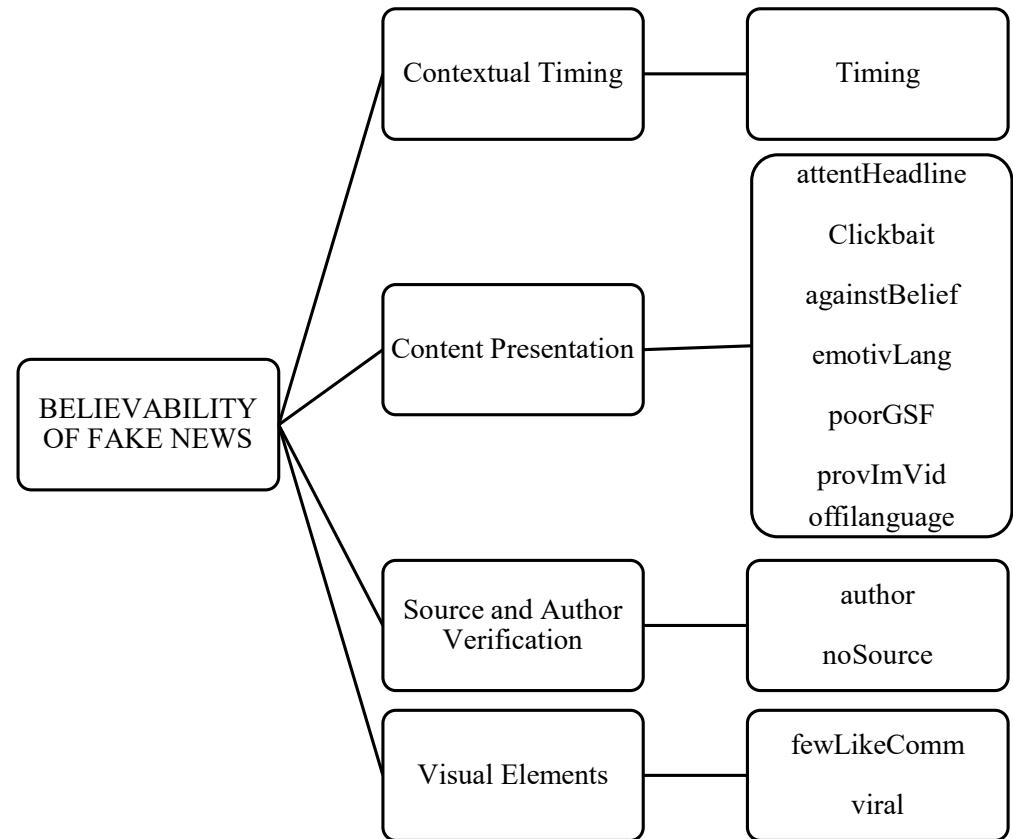 BELIEVABILITY
OF FAKE NEWS
Contextual Timing
Timing
Content Presentation
attentHeadline
Clickbait
againstBelief
emotivLang
poorGSF
provImVid
offilanguage
Source and Author
Verification
author
noSource
Visual Elements
fewLikeComm
viral